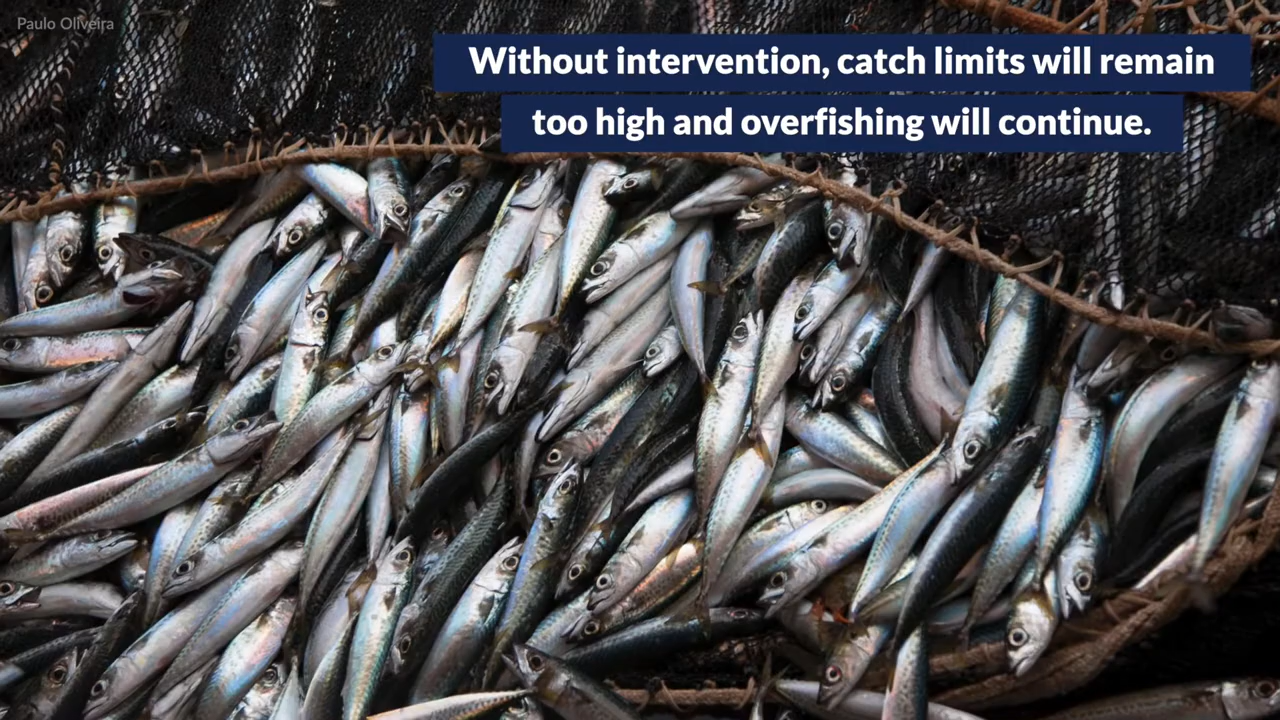 Paulo Oliveira
Without intervention, catch limits will remain
too high and overfishing will continue.